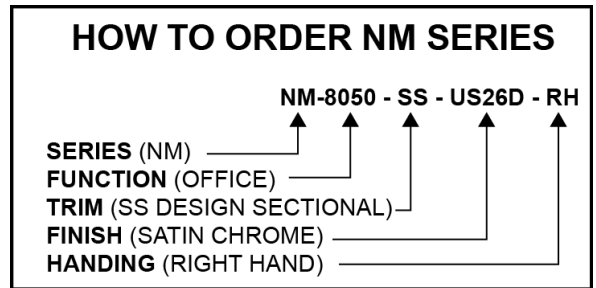 HOW TO ORDER NM SERIES
NM-8050 - SS - US26D - RH
SERIES (NM)
FUNCTION (OFFICE)
TRIM (SS DESIGN SECTIONAL)
FINISH (SATIN CHROME)
HANDING (RIGHT HAND)